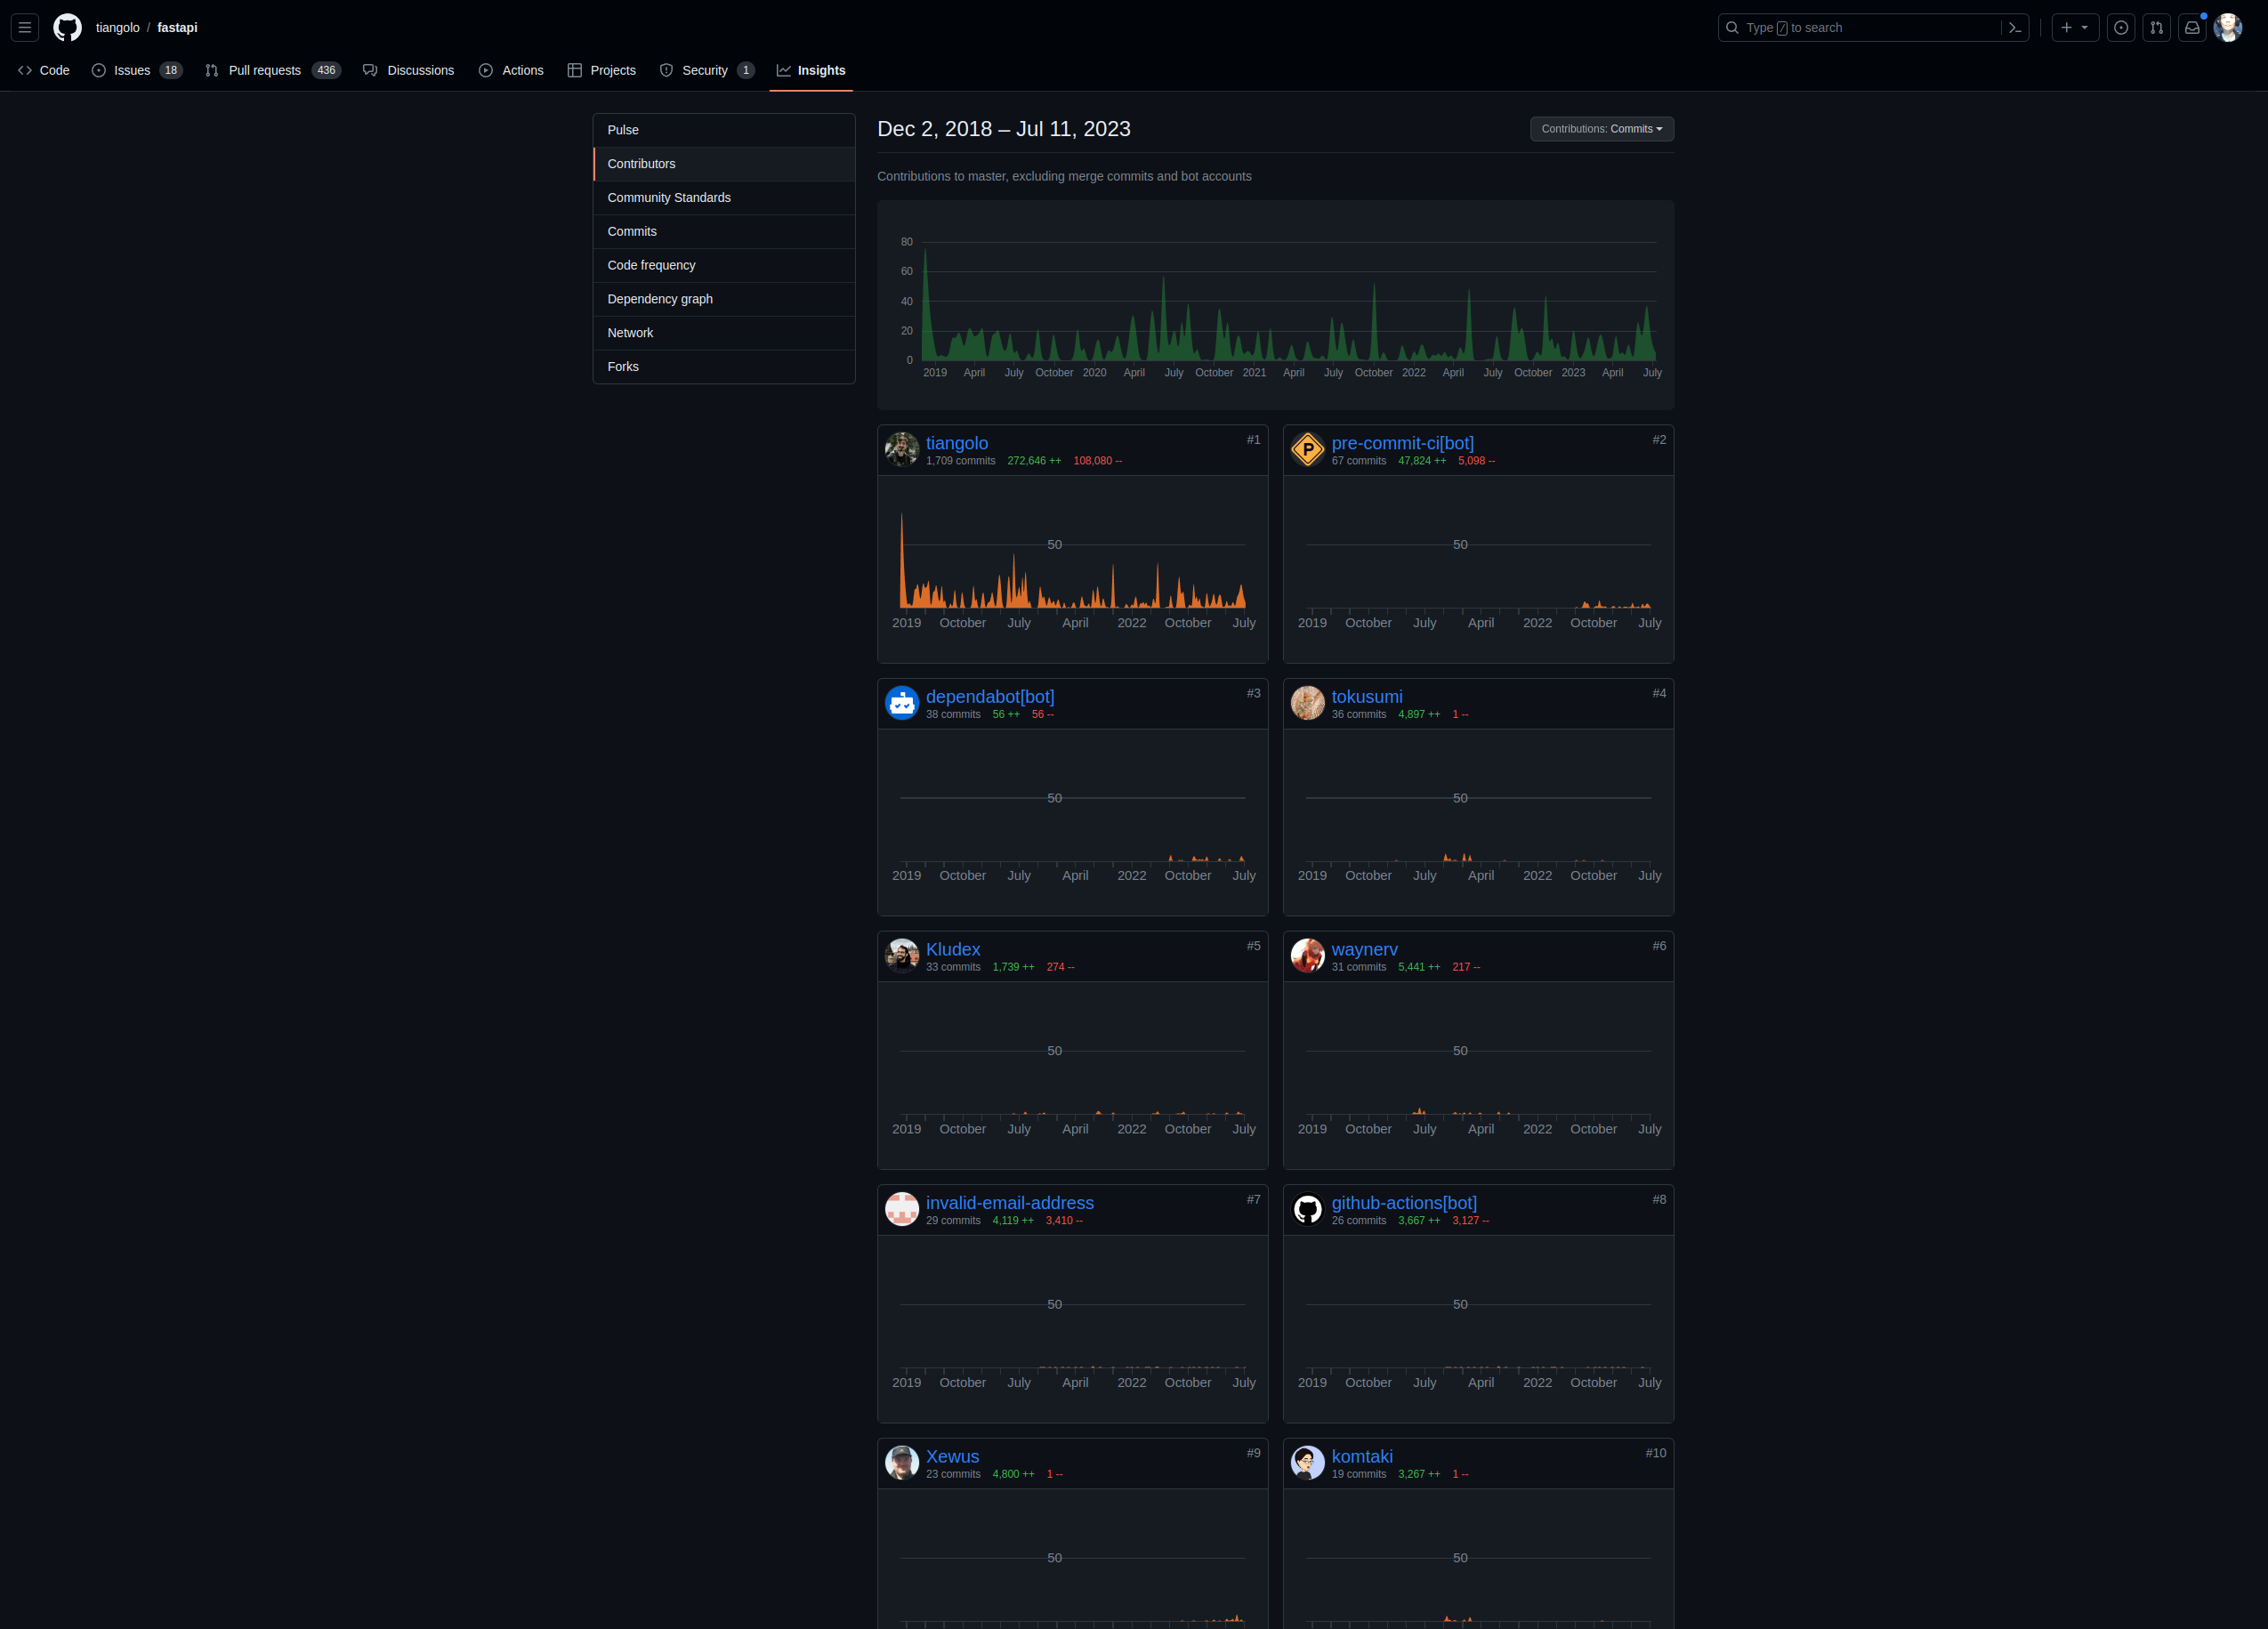 tiangolo / fastapi
Type / to search
Code Issues 18 Pull requests 436 Discussions Actions Projects Security 1 Insights
Pulse
Contributors
Community Standards
Commits
Code frequency
Dependency graph
Network
Forks
Dec 2, 2018 – Jul 11, 2023
Contributions: Commits
Contributions to master, excluding merge commits and bot accounts
80
60
40
20
0
2019 April July October 2020 April July October 2021 April July October 2022 April July October 2023 April July
tiangolo #1
1,709 commits 272,646 ++ 108,080 --
50
2019 October July April 2022 October July
pre-commit-ci[bot] #2
67 commits 47,824 ++ 5,098 --
50
2019 October July April 2022 October July
dependabot[bot] #3
38 commits 56 ++ 56 --
50
2019 October July April 2022 October July
tokusumi #4
36 commits 4,897 ++ 1 --
50
2019 October July April 2022 October July
Kludex #5
33 commits 1,739 ++ 274 --
50
2019 October July April 2022 October July
waynerv #6
31 commits 5,441 ++ 217 --
50
2019 October July April 2022 October July
invalid-email-address #7
29 commits 4,119 ++ 3,410 --
50
2019 October July April 2022 October July
github-actions[bot] #8
26 commits 3,667 ++ 3,127 --
50
2019 October July April 2022 October July
Xewus #9
23 commits 4,800 ++ 1 --
50
komtaki #10
19 commits 3,267 ++ 1 --
50